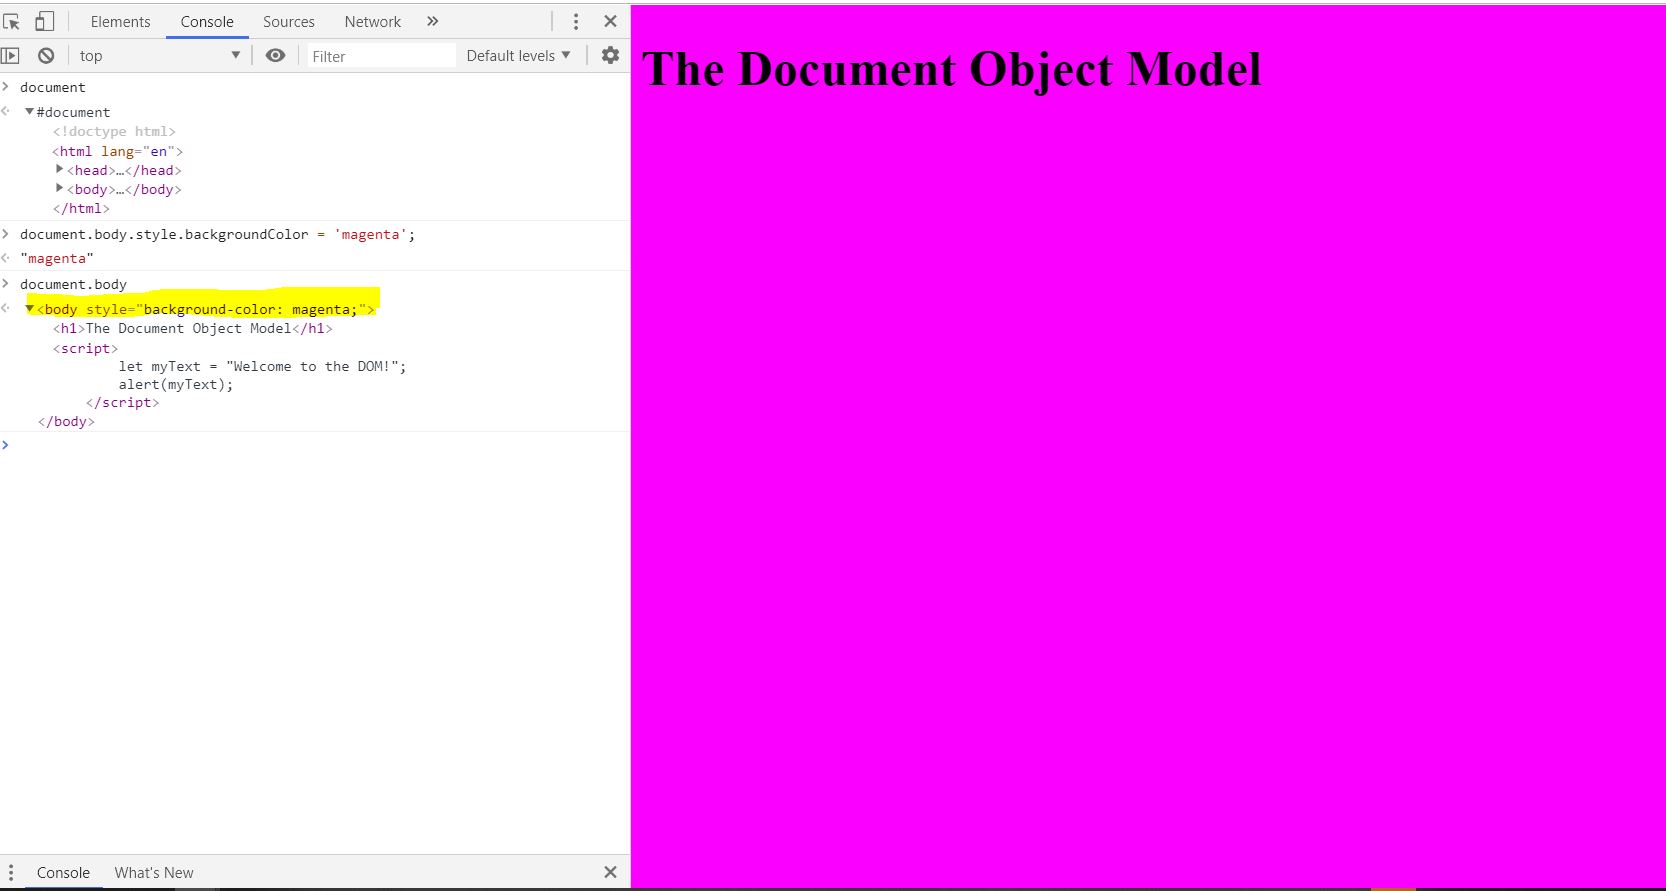 Elements Console Sources Network
top Filter Default levels
document
#document
<!doctype html>
<html lang="en">
<head>…</head>
<body>…</body>
</html>
document.body.style.backgroundColor = 'magenta';
"magenta"
document.body
<body style="background-color: magenta;">
<h1>The Document Object Model</h1>
<script>
let myText = "Welcome to the DOM!";
alert(myText);
</script>
</body>
Console What's New
The Document Object Model